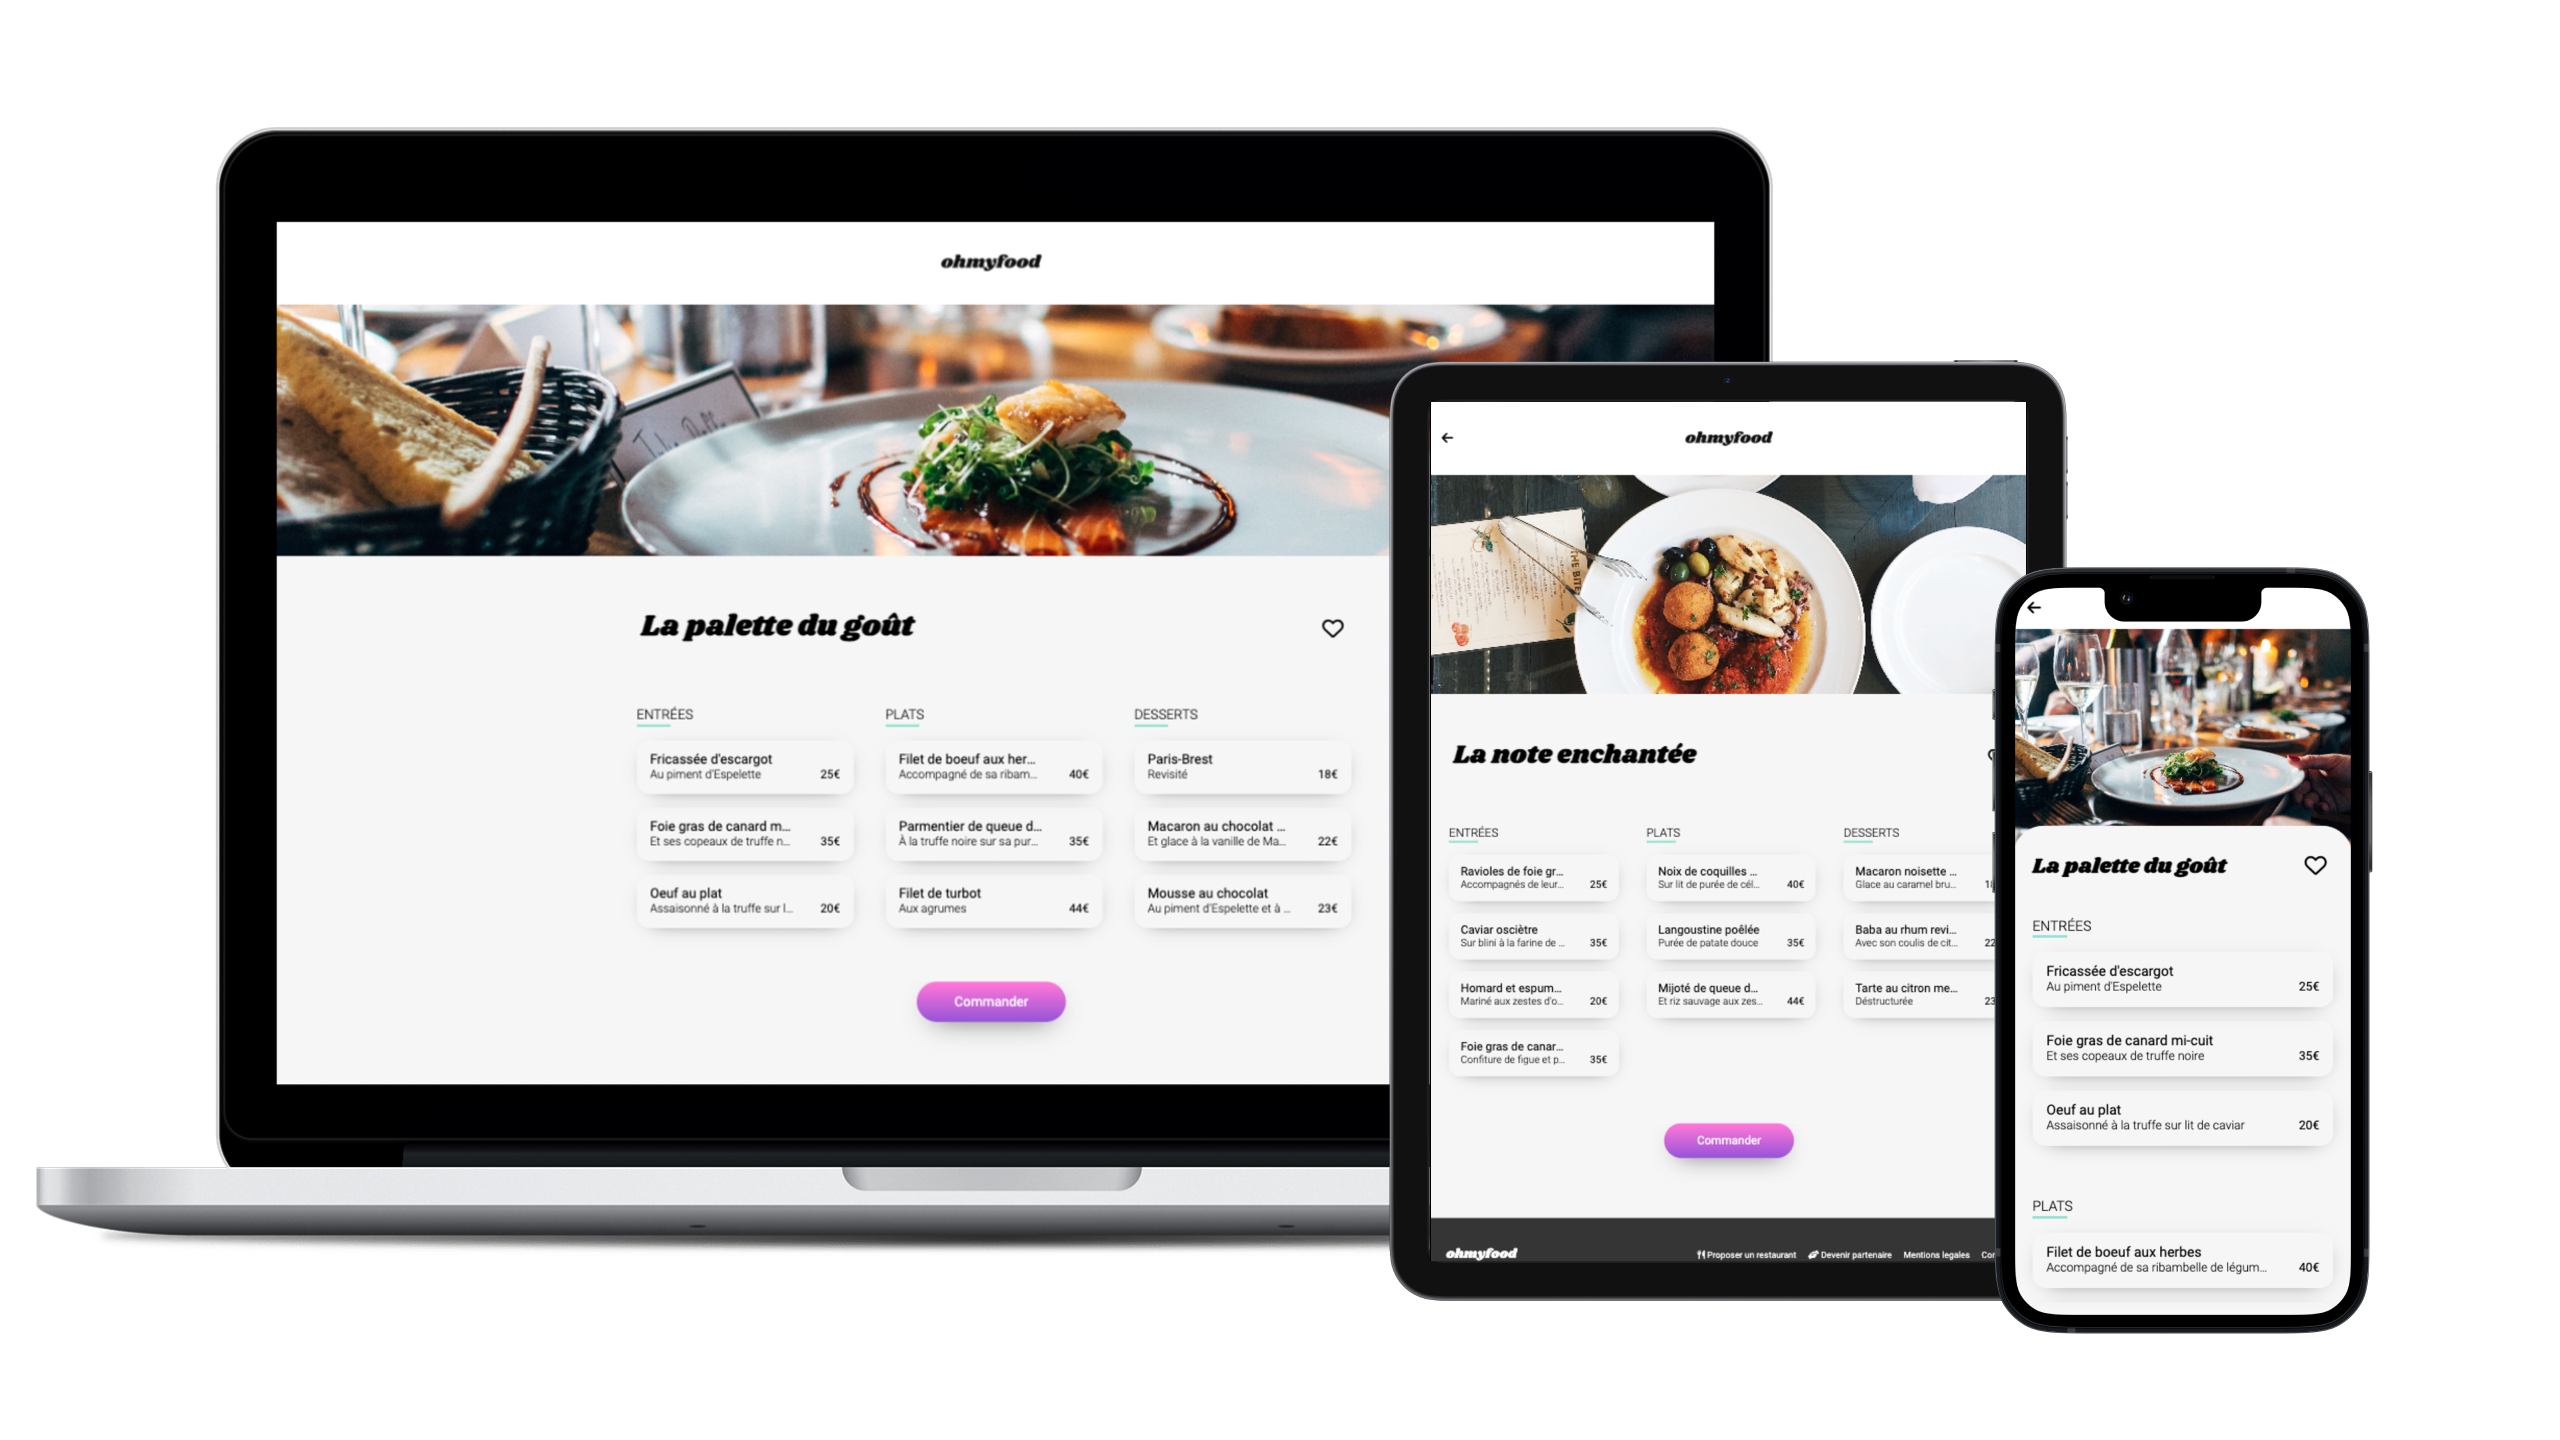 ohmyfood
La palette du goût
ENTRÉES
Fricassée d'escargot
Au piment d'Espelette 25€
Foie gras de canard m...
Et ses copeaux de truffe n... 35€
Oeuf au plat
Assaisonné à la truffe sur l... 20€
PLATS
Filet de boeuf aux her...
Accompagné de sa ribam... 40€
Parmentier de queue d...
À la truffe noire sur sa pur... 35€
Filet de turbot
Aux agrumes 44€
DESSERTS
Paris-Brest
Revisité 18€
Macaron au chocolat ...
Et glace à la vanille de Ma... 22€
Mousse au chocolat
Au piment d'Espelette et à ... 23€
Commander
ohmyfood
THE BITE
La note enchantée
ENTRÉES
Ravioles de foie gr...
Accompagnés de leur... 25€
Caviar osciètre
Sur blini à la farine de ... 35€
Homard et espum...
Mariné aux zestes d'o... 20€
Foie gras de canar...
Confiture de figue et p... 35€
PLATS
Noix de coquilles ...
Sur lit de purée de cél... 40€
Langoustine poêlée
Purée de patate douce 35€
Mijoté de queue d...
Et riz sauvage aux zes... 44€
DESSERTS
Macaron noisette ...
Glace au caramel bru...
Baba au rhum revi...
Avec son coulis de cit... 22
Tarte au citron me...
Déstructurée 23
Commander
ohmyfood Proposer un restaurant Devenir partenaire Mentions legales Con
La palette du goût
ENTRÉES
Fricassée d'escargot
Au piment d'Espelette 25€
Foie gras de canard mi-cuit
Et ses copeaux de truffe noire 35€
Oeuf au plat
Assaisonné à la truffe sur lit de caviar 20€
PLATS
Filet de boeuf aux herbes
Accompagné de sa ribambelle de légum... 40€